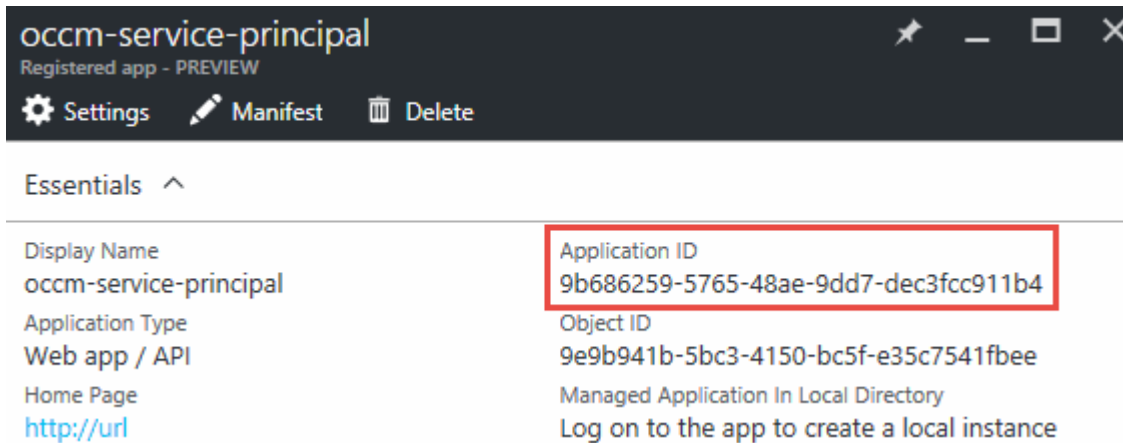 occm-service-principal
Registered app - PREVIEW
Settings Manifest Delete
Essentials
Display Name
occm-service-principal
Application ID
9b686259-5765-48ae-9dd7-dec3fcc911b4
Application Type
Web app / API
Object ID
9e9b941b-5bc3-4150-bc5f-e35c7541fbee
Home Page
http://url
Managed Application In Local Directory
Log on to the app to create a local instance